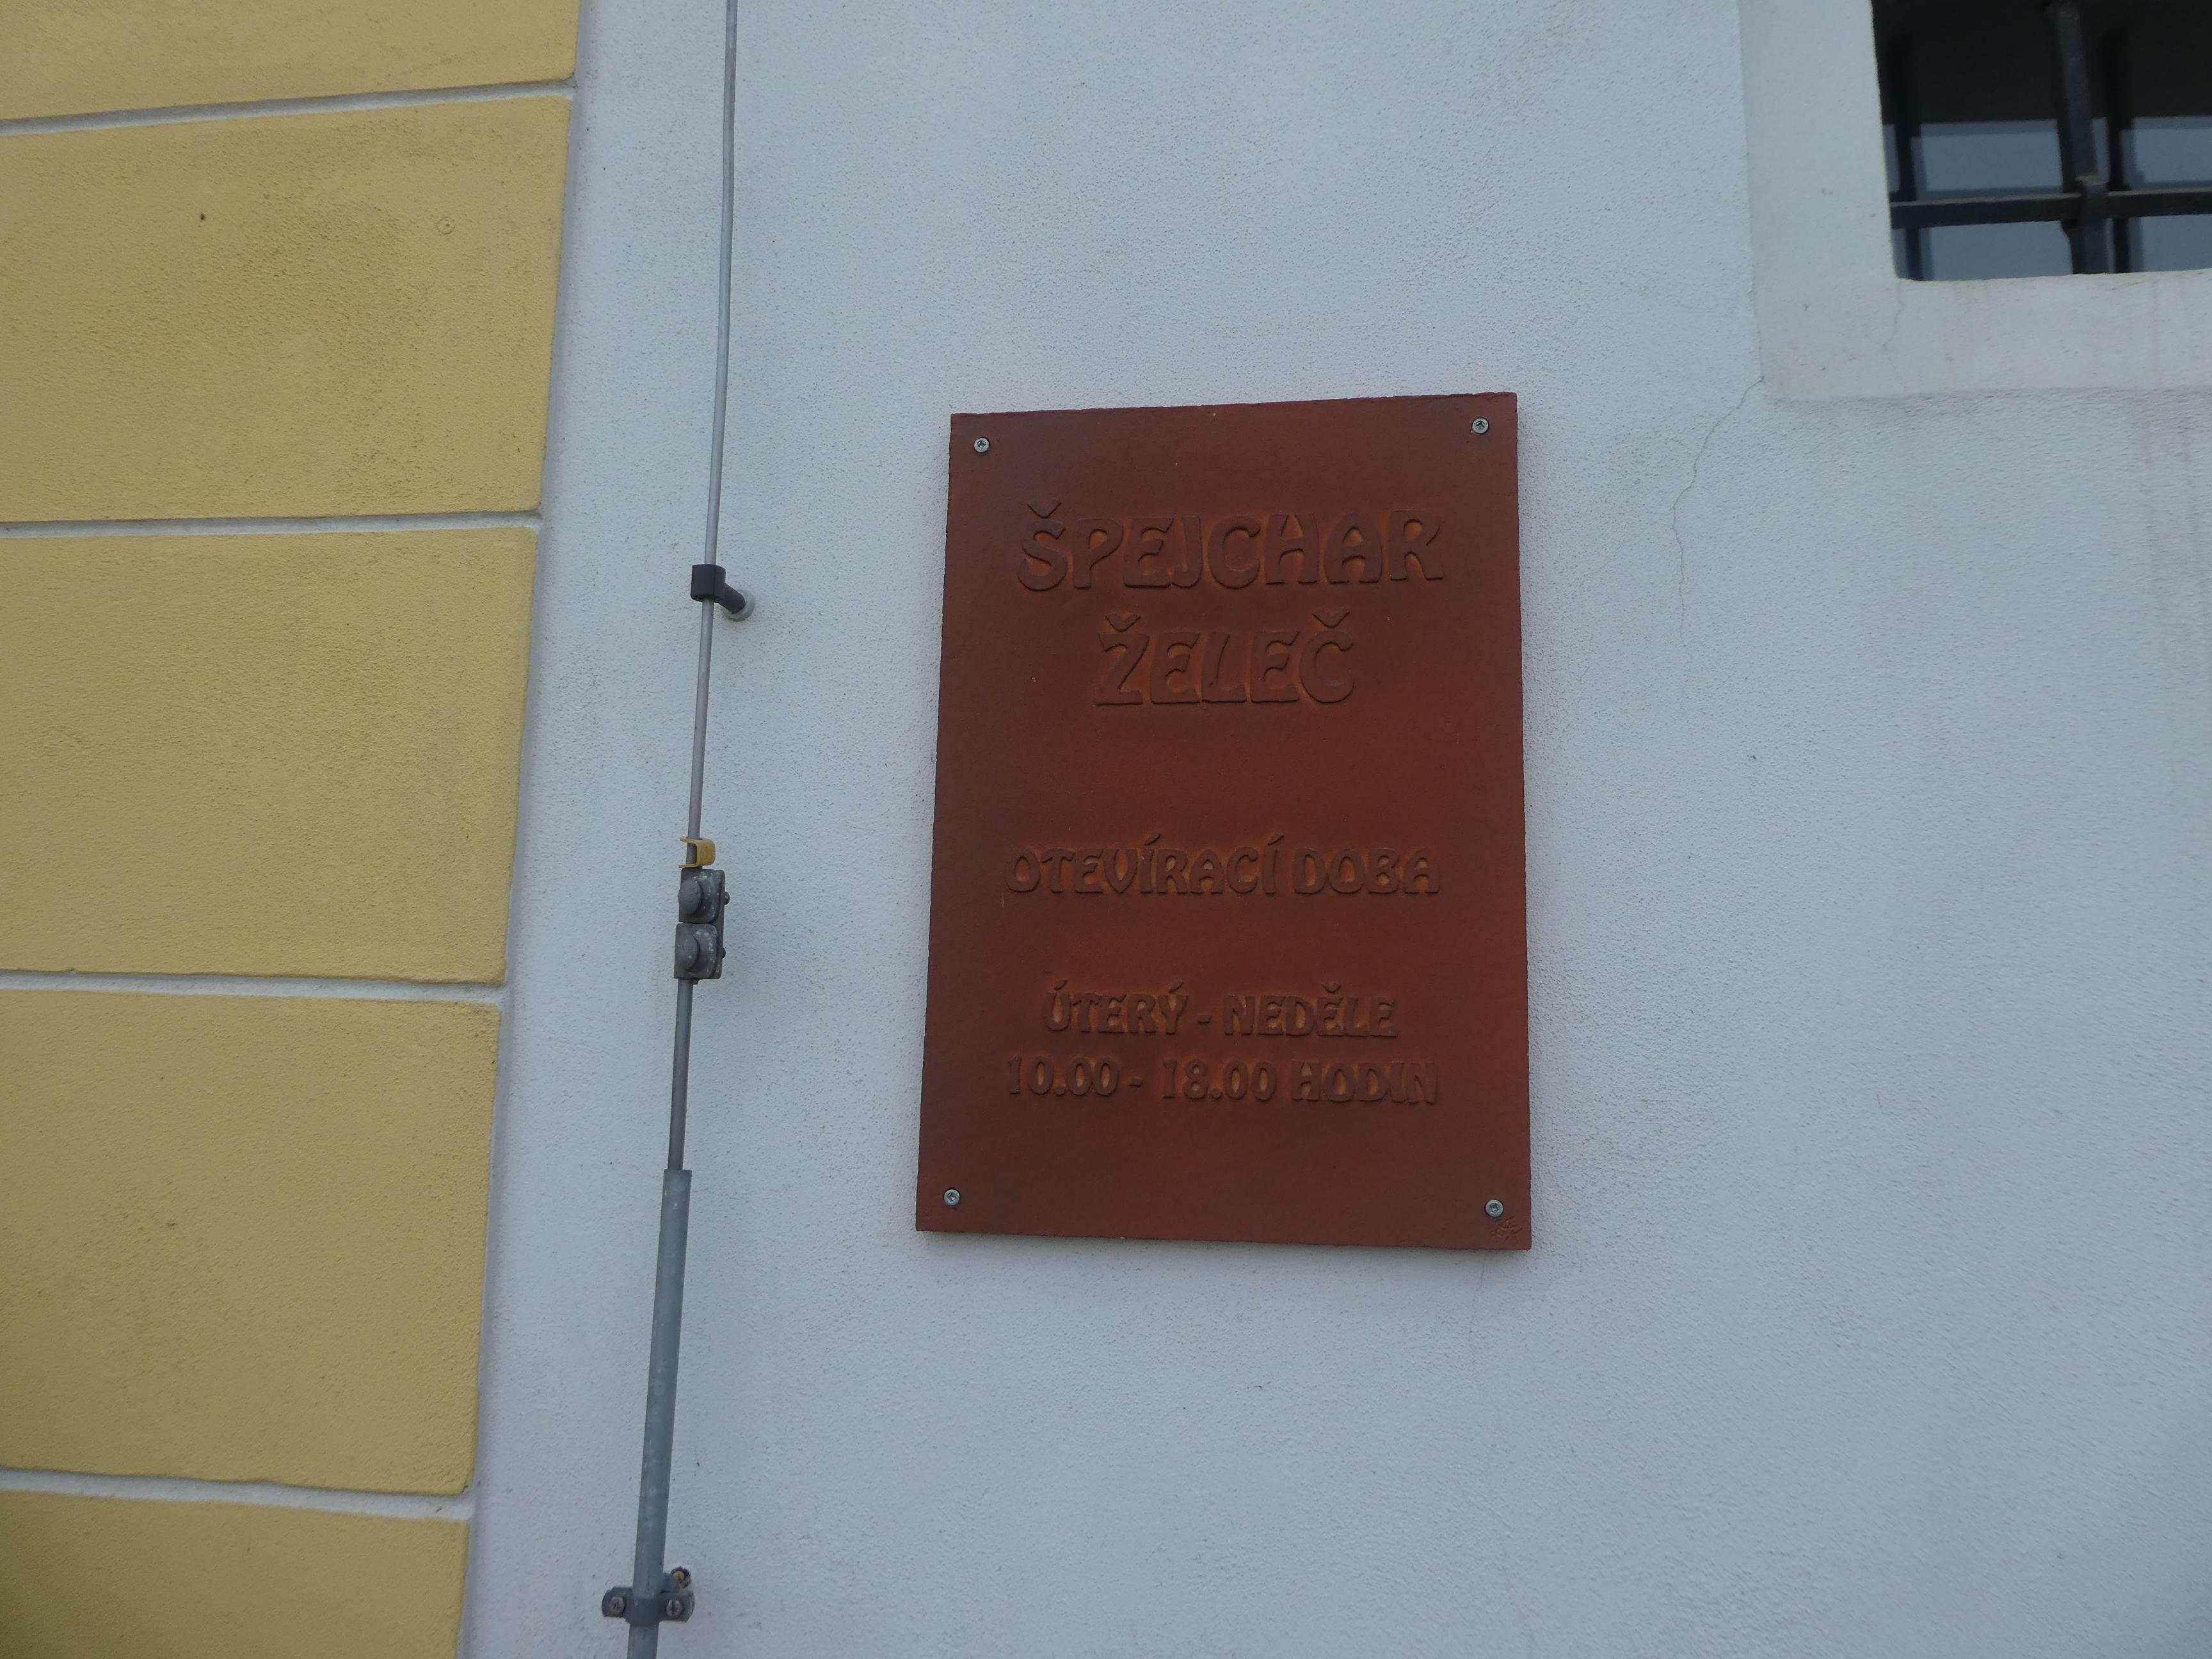 ŠPEJCHAR
ŽELEČ
OTEVÍRACÍ DOBA
ÚTERÝ - NEDĚLE
10.00 - 18.00 HODIN